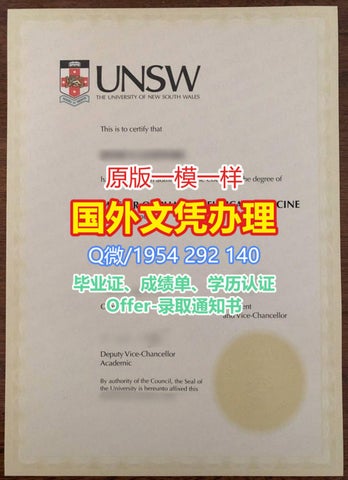 UNSW
THE UNIVERSITY OF NEW SOUTH WALES
This is to certify that
原版一模一样
degree of
国外文凭办理
CINE
Q微/1954 292 140
毕业证、成绩单、学历认证
Offer-录取通知书
and Vice-Chancellor
Deputy Vice-Chancellor
Academic
By authority of the Council, the Seal of
the University is hereunto affixed this